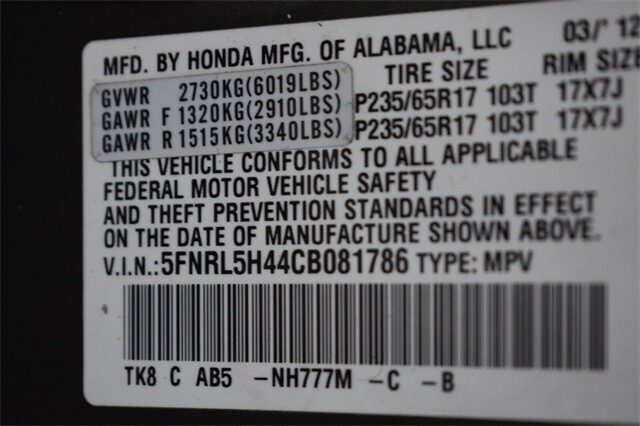 MFD. BY HONDA MFG. OF ALABAMA, LLC 03/'12
TIRE SIZE RIM SIZE
GVWR 2730KG(6019LBS)
GAWR F 1320KG(2910LBS) P235/65R17 103T 17X7J
GAWR R 1515KG(3340LBS) P235/65R17 103T 17X7J
THIS VEHICLE CONFORMS TO ALL APPLICABLE
FEDERAL MOTOR VEHICLE SAFETY
AND THEFT PREVENTION STANDARDS IN EFFECT
ON THE DATE OF MANUFACTURE SHOWN ABOVE.
V.I.N.:5FNRL5H44CB081786 TYPE: MPV
TK8 C AB5 -NH777M -C -B